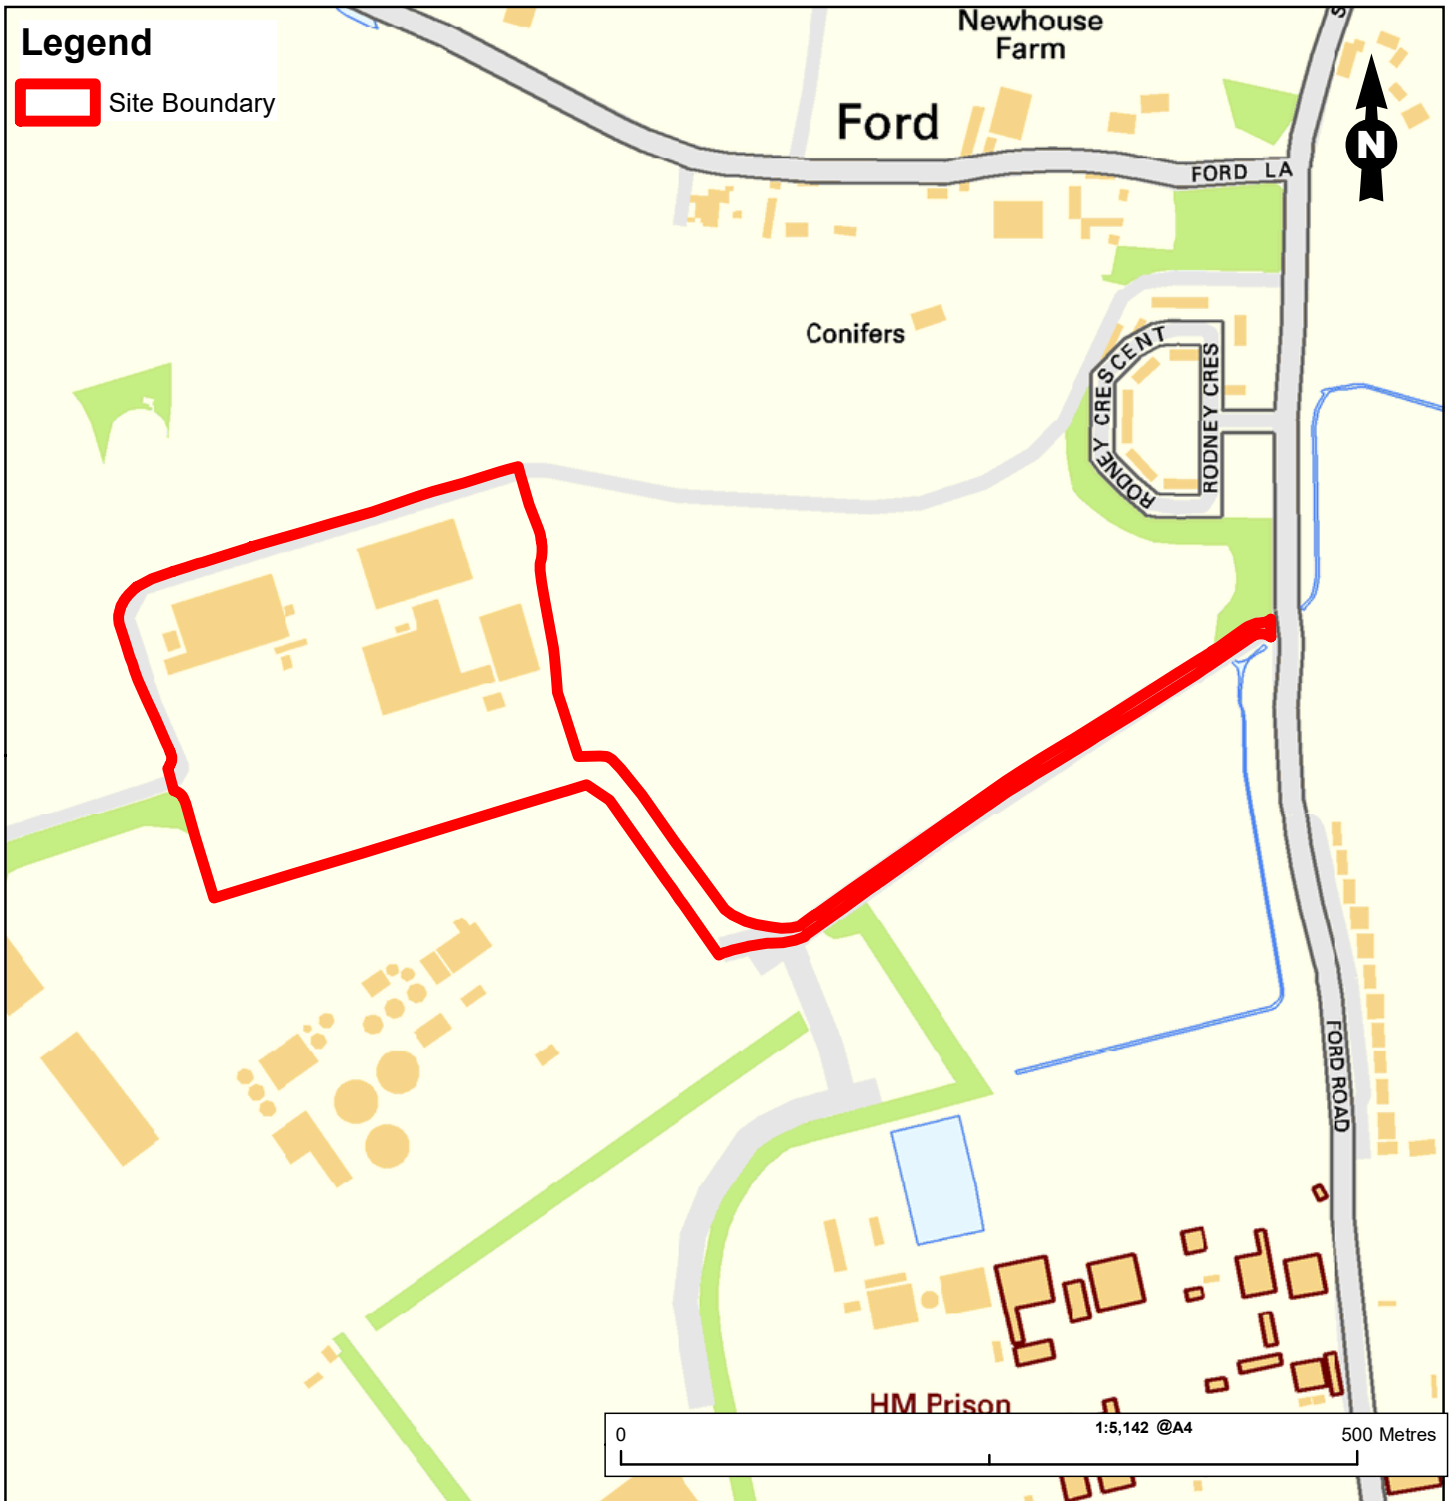 Legend
Site Boundary
Newhouse
Farm
Ford
N
S
FORD LA
Conifers
RODNEY CRESCENT
RODNEY CRES
FORD ROAD
HM Prison
0
1:5,142 @A4
500 Metres